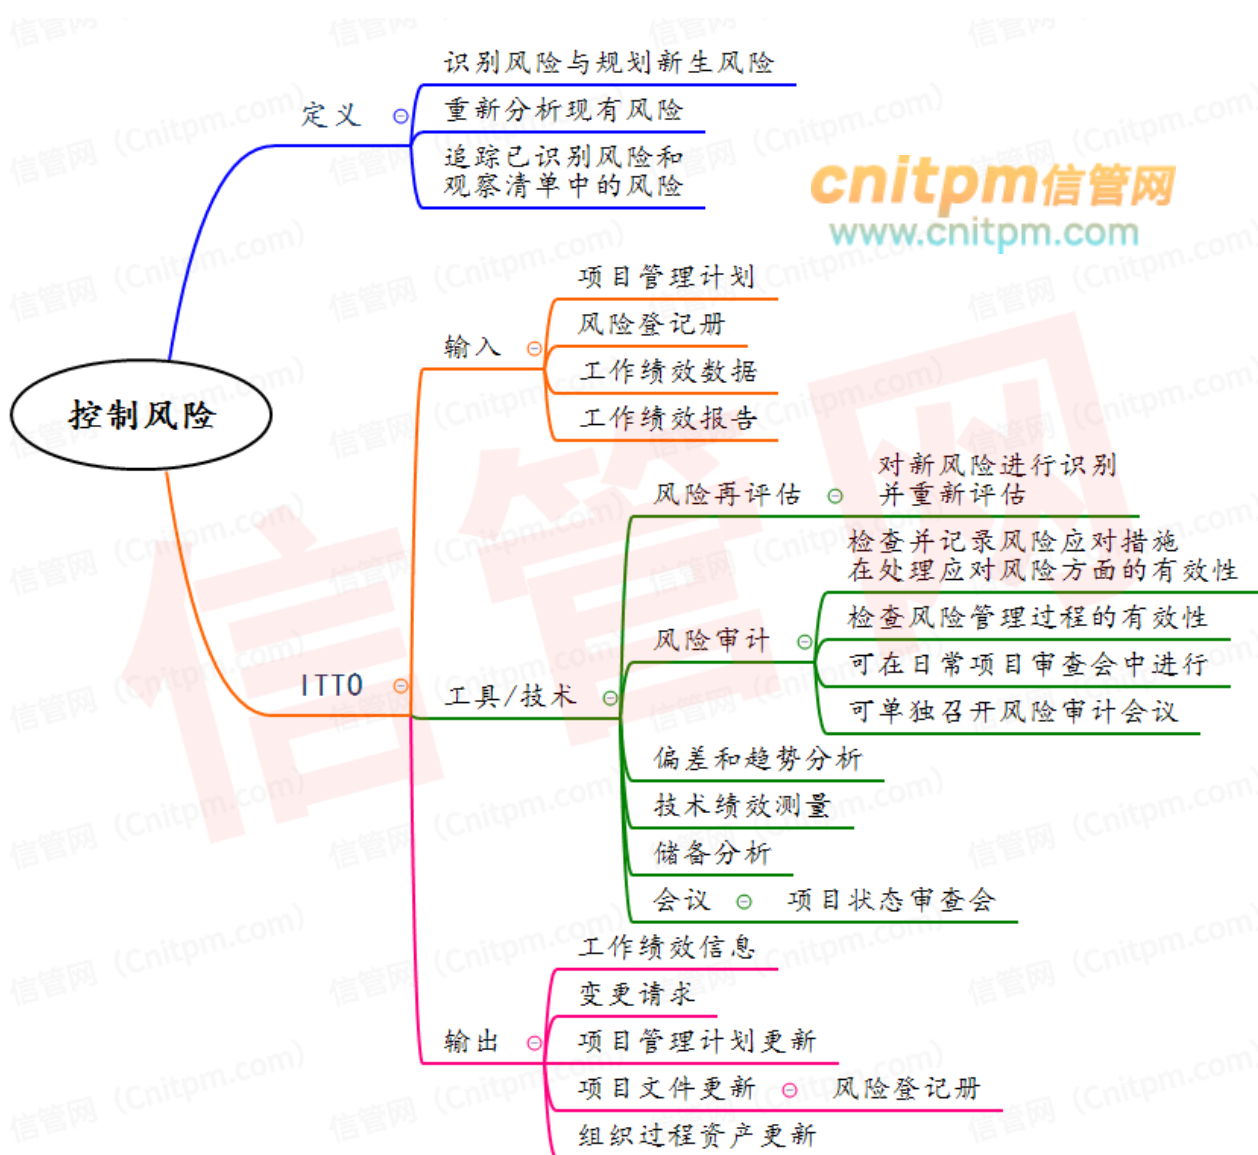 识别风险与规划新生风险
定义
重新分析现有风险
追踪已识别风险和
观察清单中的风险
cnitpm信管网
www.cnitpm.com
项目管理计划
风险登记册
输入
工作绩效数据
工作绩效报告
控制风险
对新风险进行识别
并重新评估
风险再评估
检查并记录风险应对措施
在处理应对风险方面的有效性
检查风险管理过程的有效性
风险审计
可在日常项目审查会中进行
可单独召开风险审计会议
ITTO
工具/技术
偏差和趋势分析
技术绩效测量
储备分析
会议
项目状态审查会
工作绩效信息
变更请求
输出
项目管理计划更新
项目文件更新
风险登记册
组织过程资产更新
信管网
信管网（Cnitpm.com）